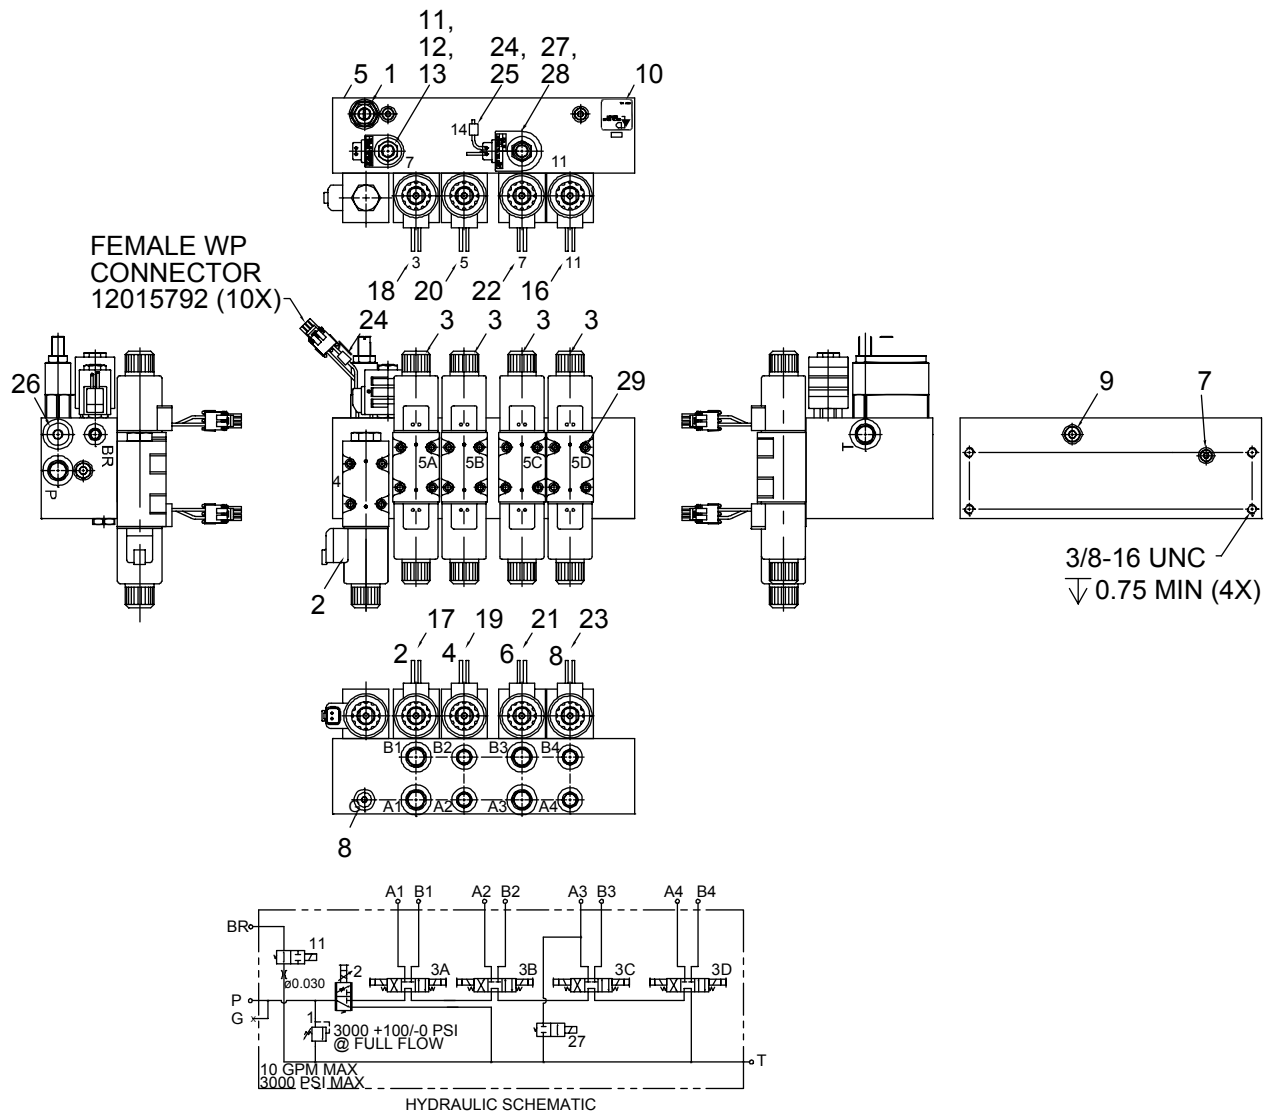 11,
12, 24, 27,
5 1 13 25 28 10
14
7 11
3 5 7 11
18 20 22 16
FEMALE WP
CONNECTOR
12015792 (10X)
24 3 3 3 3
26 29 9 7
BR
P
4 5A 5B 5C 5D
T
2
3/8-16 UNC
0.75 MIN (4X)
17 19 21 23
2 4 6 8
B1 B2 B3 B4
G A1 A2 A3 A4
8
A1 B1 A2 B2 A3 B3 A4 B4
BR
11
2 3A 3B 3C 3D
ø0.030
P
G
1
3000 +100/-0 PSI
@ FULL FLOW
27
T
10 GPM MAX
3000 PSI MAX
HYDRAULIC SCHEMATIC